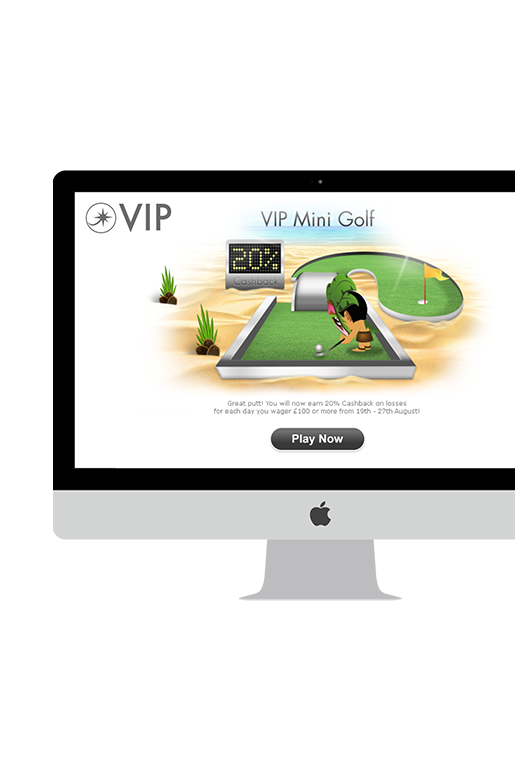 VIP
VIP Mini Golf
20%
Cashback
Great putt! You will now earn 20% Cashback on losses
for each day you wager £100 or more from 19th - 27th August!
Play Now